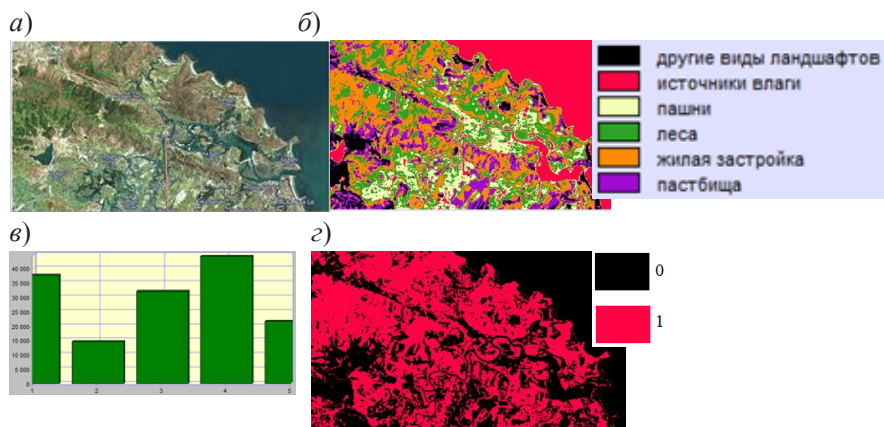 а)
б)
другие виды ландшафтов
источники влаги
пашни
леса
жилая застройка
пастбища
в)
40 000
35 000
30 000
25 000
20 000
15 000
10 000
5 000
0
1 2 3 4 5
г)
0
1